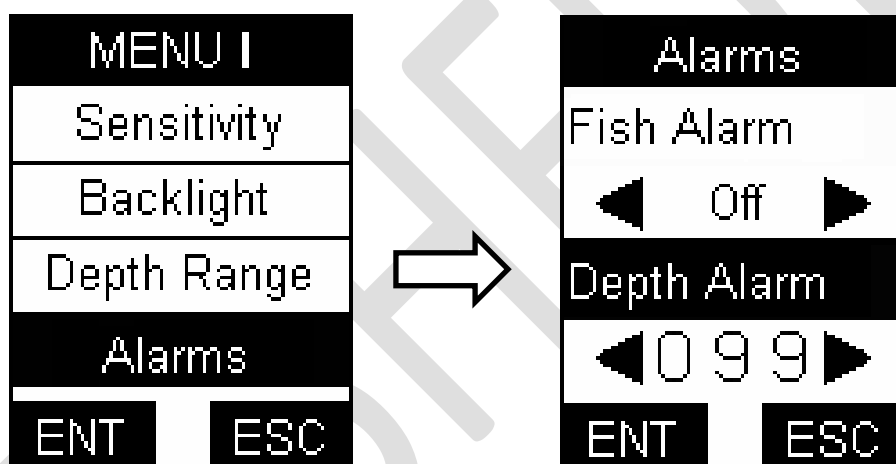 MENU I
Sensitivity
Backlight
Depth Range
Alarms
ENT ESC
Alarms
Fish Alarm
Off
Depth Alarm
099
ENT ESC